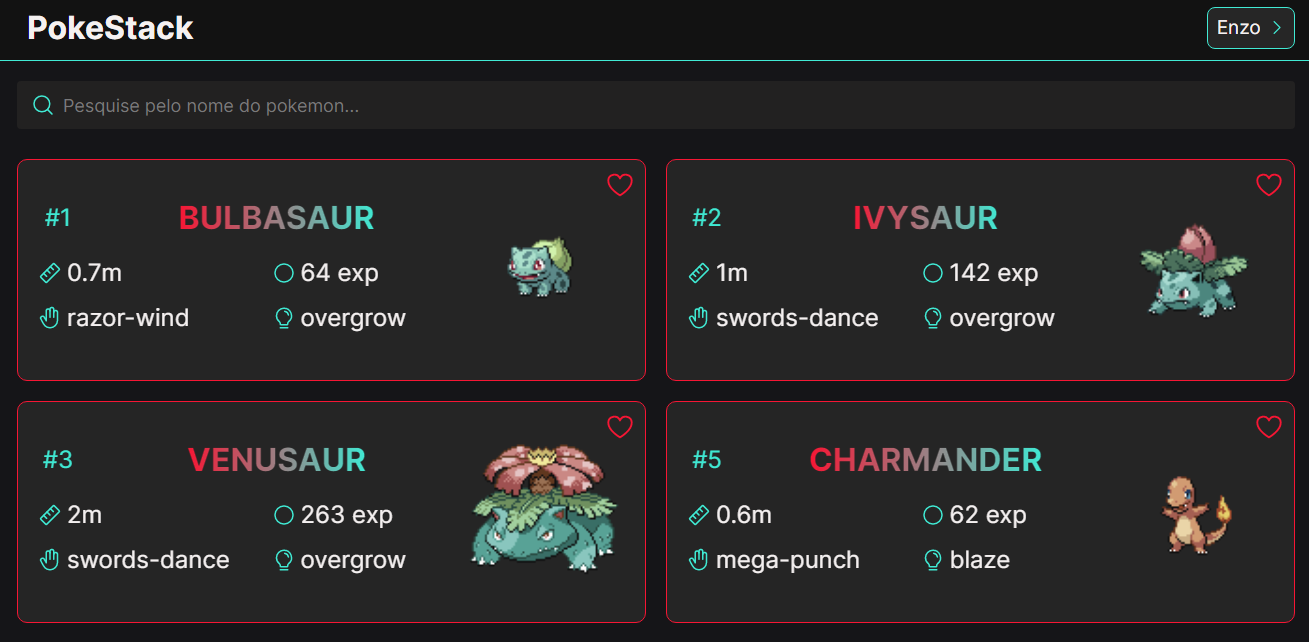 PokeStack
Enzo
Pesquise pelo nome do pokemon...
#1 BULBASAUR
0.7m 64 exp
razor-wind overgrow
#2 IVYSAUR
1m 142 exp
swords-dance overgrow
#3 VENUSAUR
2m 263 exp
swords-dance overgrow
#5 CHARMANDER
0.6m 62 exp
mega-punch blaze